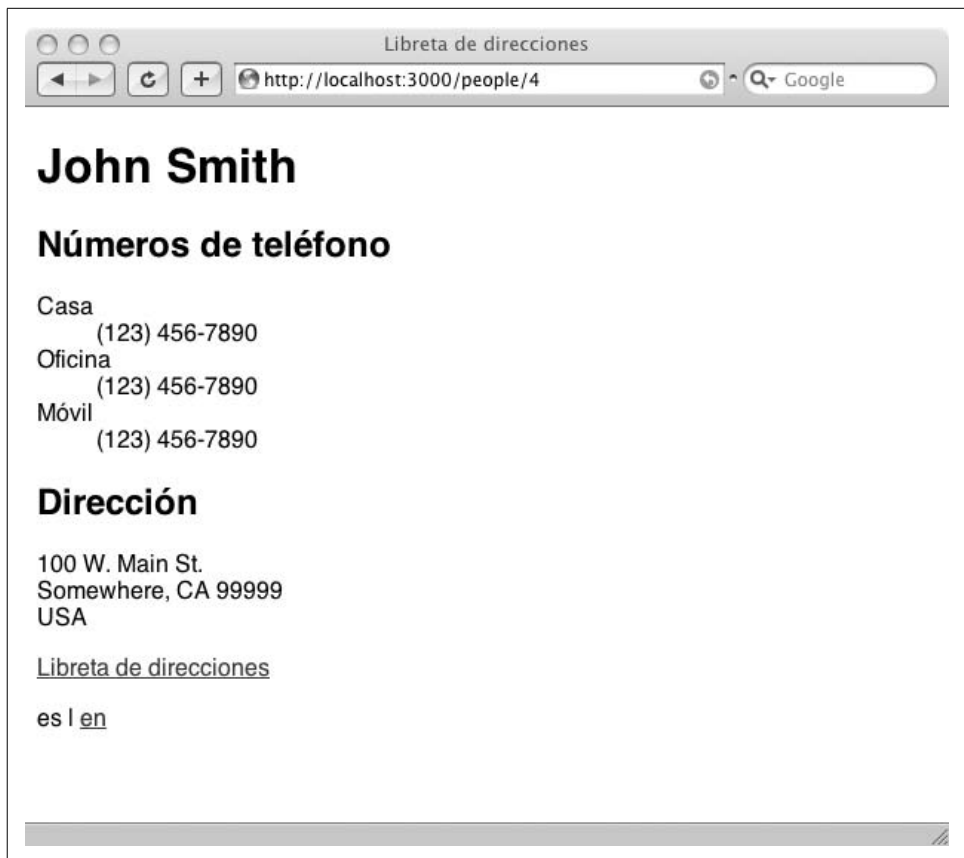 Libreta de direcciones
http://localhost:3000/people/4
Google
John Smith
Números de teléfono
Casa
(123) 456-7890
Oficina
(123) 456-7890
Móvil
(123) 456-7890
Dirección
100 W. Main St.
Somewhere, CA 99999
USA
Libreta de direcciones
es | en